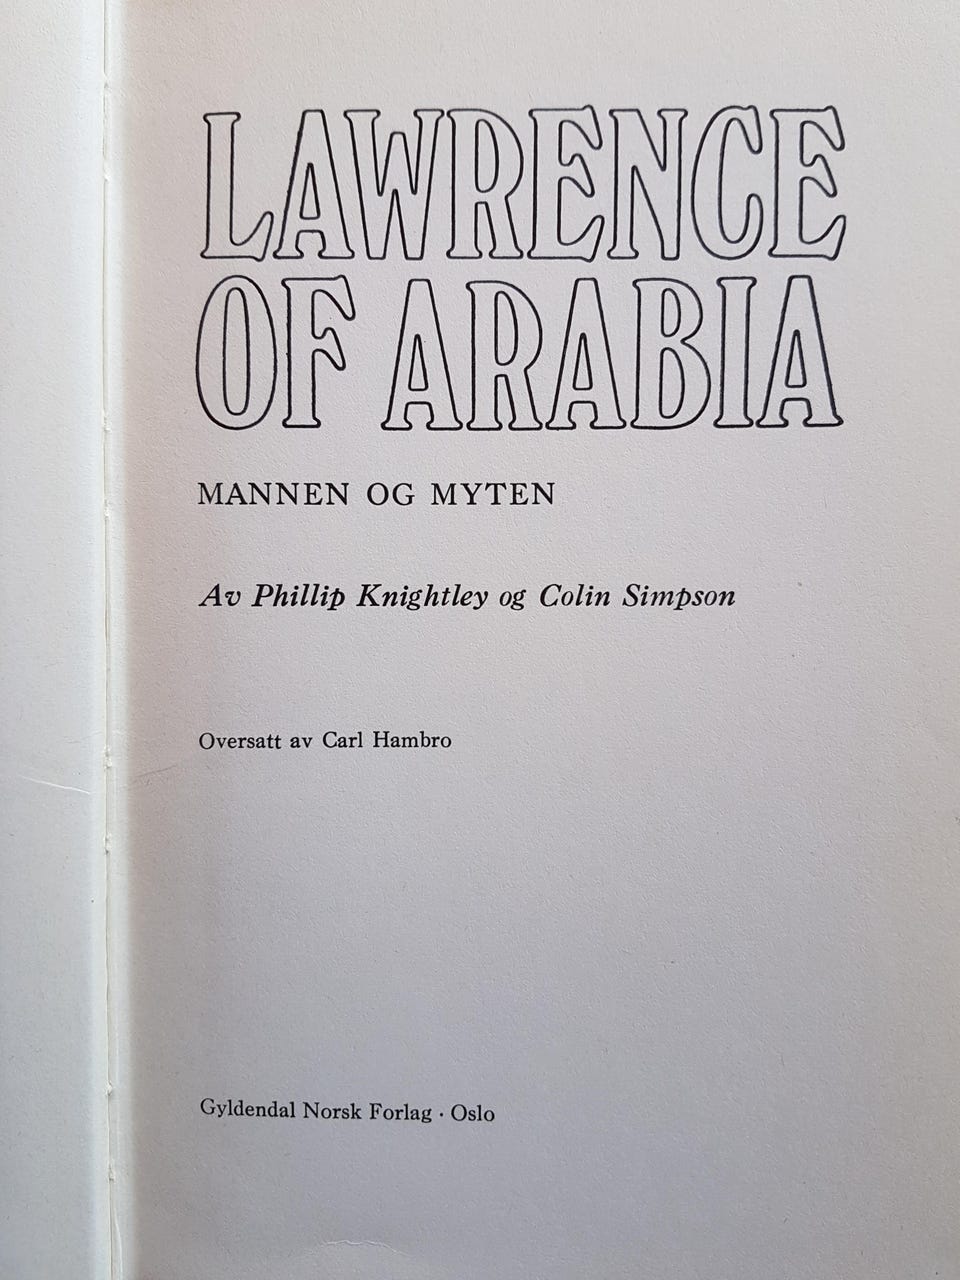 LAWRENCE
OF ARABIA
MANNEN OG MYTEN
Av Phillip Knightley og Colin Simpson
Oversatt av Carl Hambro
Gyldendal Norsk Forlag · Oslo